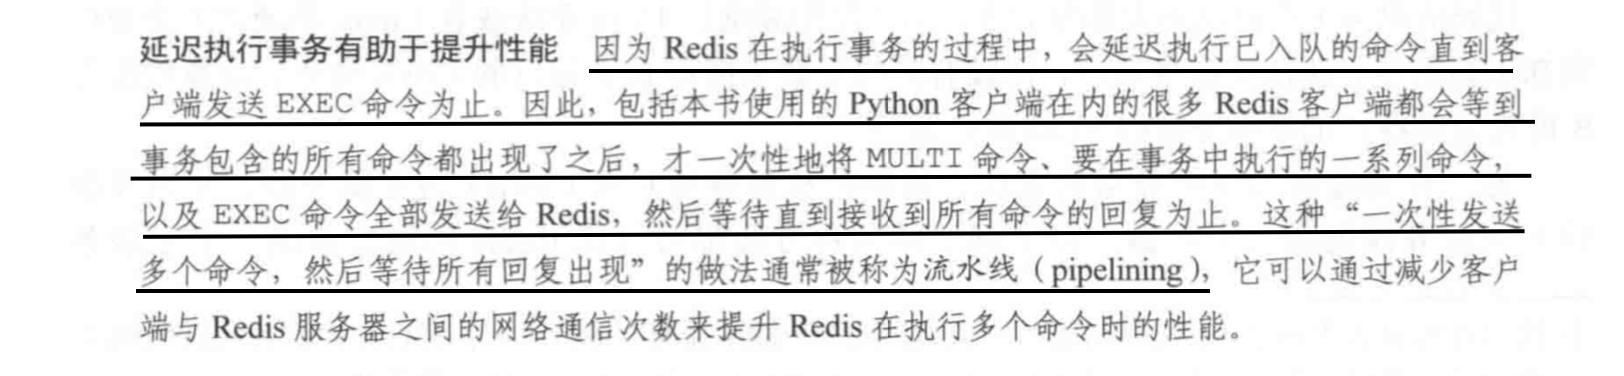 延迟执行事务有助于提升性能 因为 Redis 在执行事务的过程中，会延迟执行已入队的命令直到客
户端发送 EXEC 命令为止。因此，包括本书使用的 Python 客户端在内的很多 Redis 客户端都会等到
事务包含的所有命令都出现了之后，才一次性地将 MULTI 命令、要在事务中执行的一系列命令，
以及 EXEC 命令全部发送给 Redis，然后等待直到接收到所有命令的回复为止。这种“一次性发送
多个命令，然后等待所有回复出现”的做法通常被称为流水线（pipelining），它可以通过减少客户
端与 Redis 服务器之间的网络通信次数来提升 Redis 在执行多个命令时的性能。